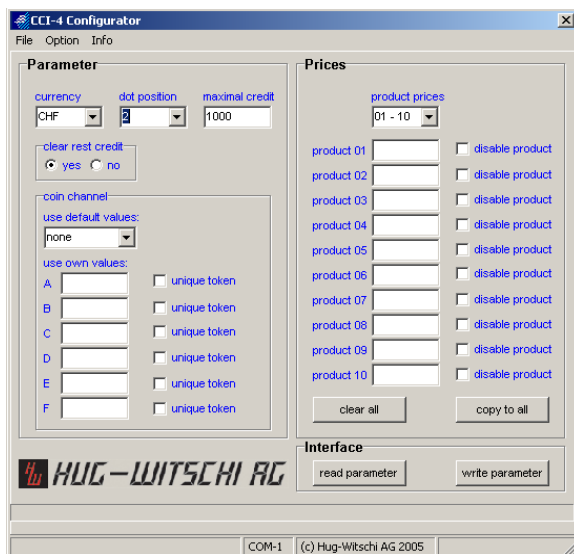 CCI-4 Configurator
File Option Info
Parameter
currency dot position maximal credit
CHF 2 1000
clear rest credit
yes no
coin channel
use default values:
none
use own values:
A unique token
B unique token
C unique token
D unique token
E unique token
F unique token
HW HUG-WITSCHI AG
Prices
product prices
01 - 10
product 01 disable product
product 02 disable product
product 03 disable product
product 04 disable product
product 05 disable product
product 06 disable product
product 07 disable product
product 08 disable product
product 09 disable product
product 10 disable product
clear all copy to all
Interface
read parameter write parameter
COM-1 (c) Hug-Witschi AG 2005